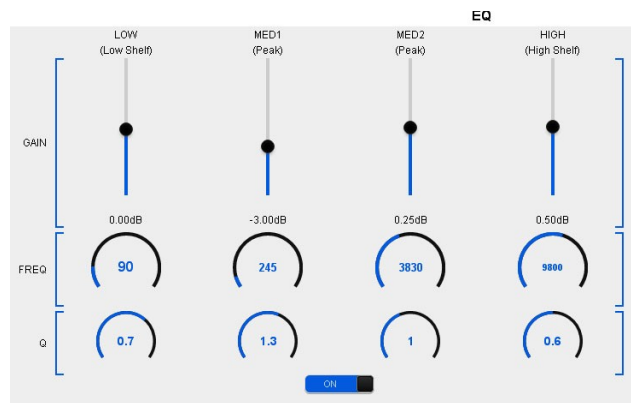 EQ
LOW MED1 MED2 HIGH
(Low Shelf) (Peak) (Peak) (High Shelf)
GAIN
0.00dB -3.00dB 0.25dB 0.50dB
FREQ 90 245 3830 9800
Q 0.7 1.3 1 0.6
ON